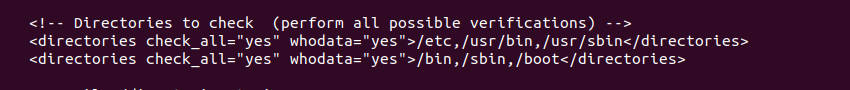 <!-- Directories to check  (perform all possible verifications) -->
<directories check_all="yes" whodata="yes">/etc,/usr/bin,/usr/sbin</directories>
<directories check_all="yes" whodata="yes">/bin,/sbin,/boot</directories>